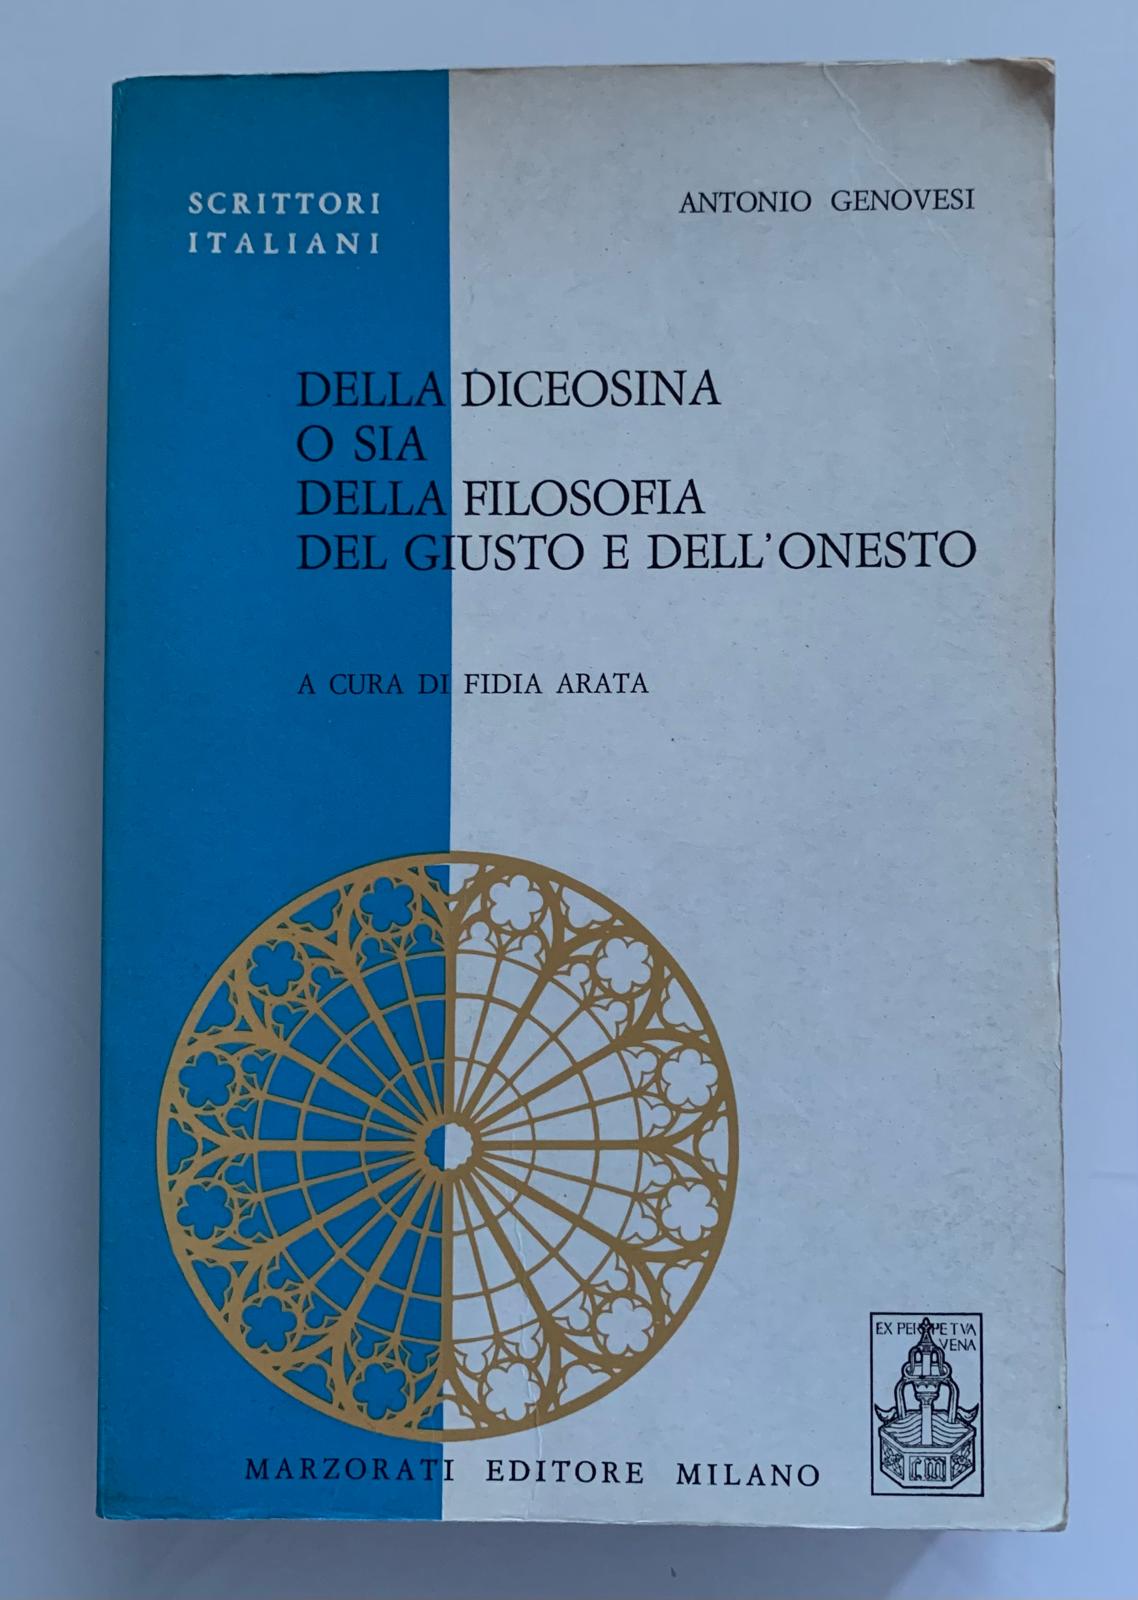 SCRITTORI
ITALIANI
ANTONIO GENOVESI
DELLA DICEOSINA
O SIA
DELLA FILOSOFIA
DEL GIUSTO E DELL'ONESTO
A CURA DI FIDIA ARATA
EX PERPETVA
VENA
CM
MARZORATI EDITORE MILANO